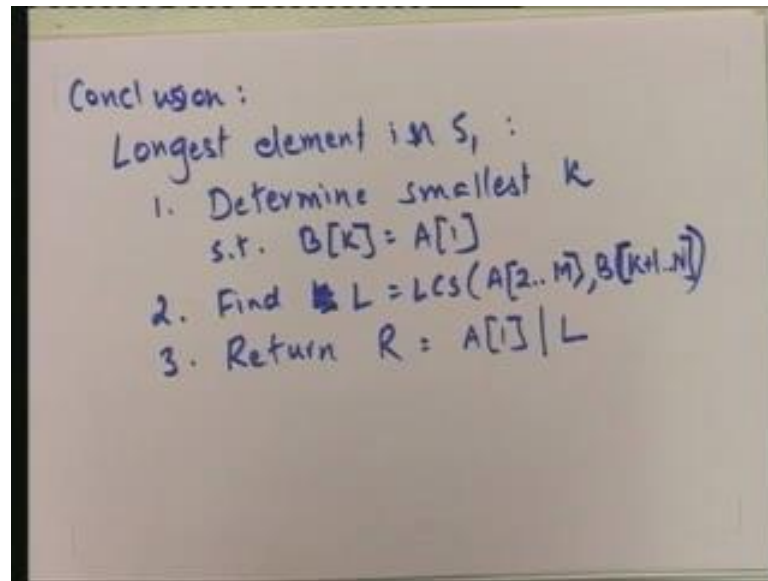 Conclusion:
Longest element in S₁ :
1. Determine smallest K
s.t. B[K] = A[1]
2. Find L = LCS(A[2..M], B[K+1..N])
3. Return R = A[1] | L